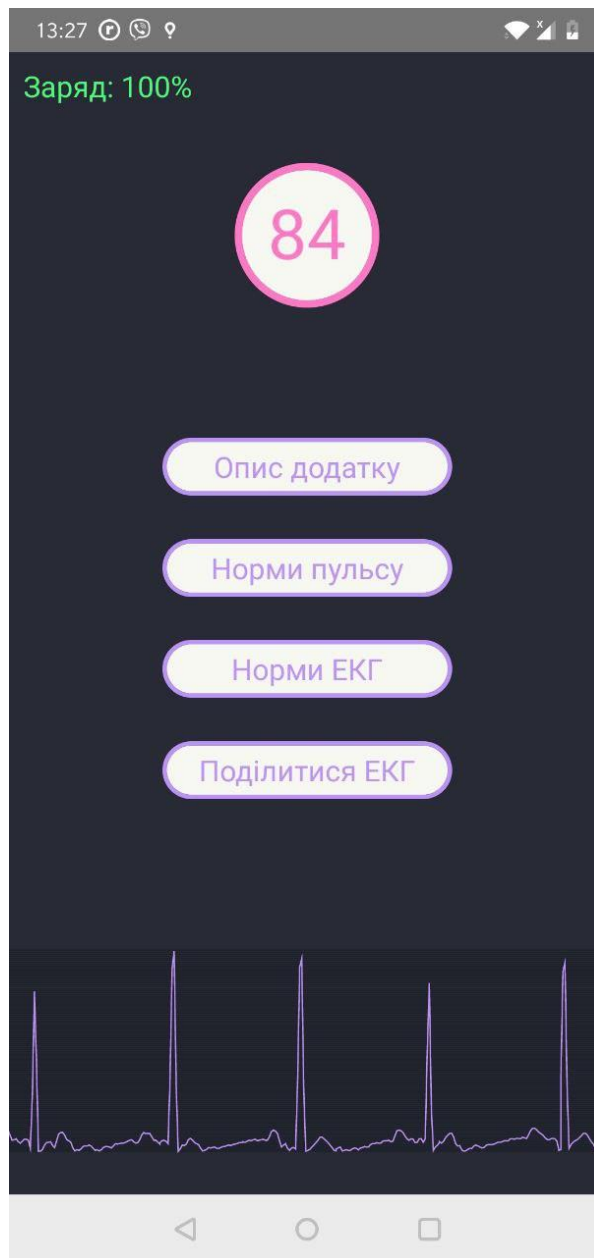 13:27
Заряд: 100%
84
Опис додатку
Норми пульсу
Норми ЕКГ
Поділитися ЕКГ